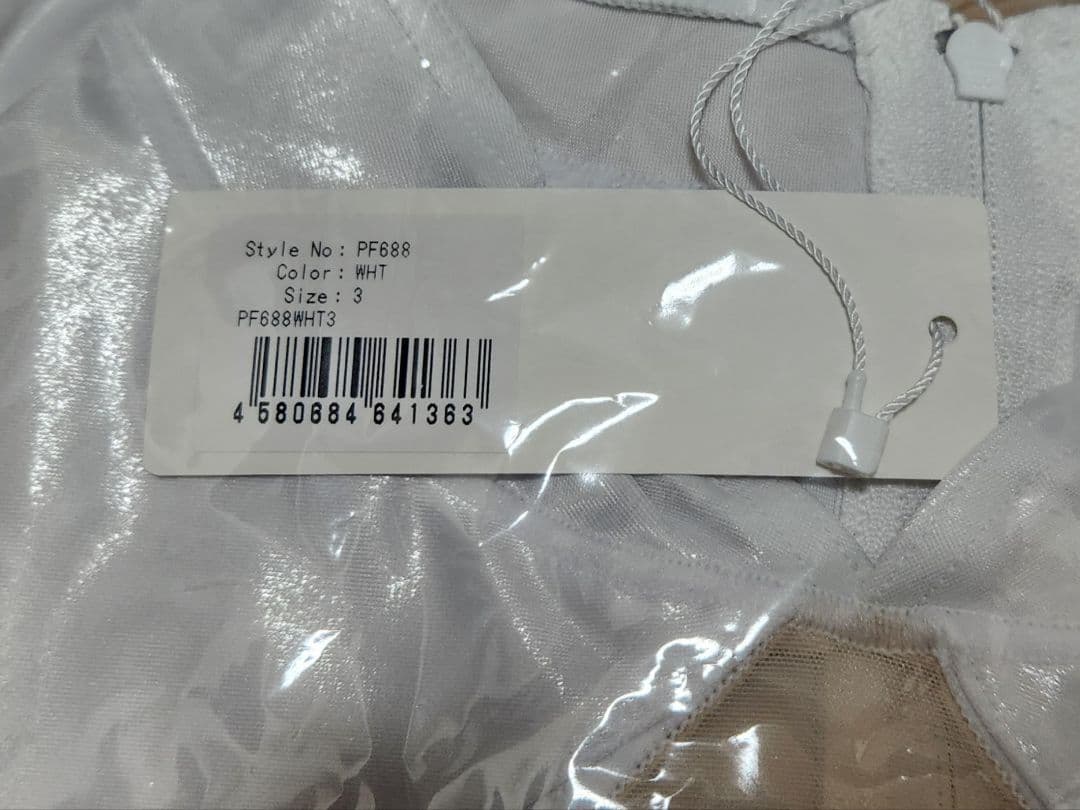 Style No: PF688
Color: WHT
Size: 3
PF688WHT3
4 580684 641363